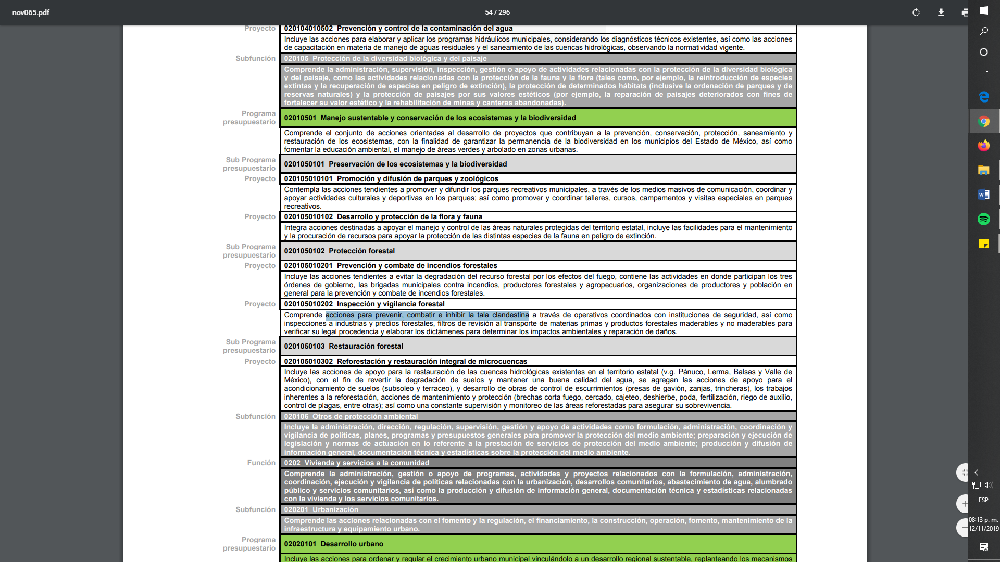 nov065.pdf
54 / 296
Proyecto
020104010502 Prevención y control de la contaminación del agua
Incluye las acciones para elaborar y aplicar los programas hidráulicos municipales, considerando los diagnósticos técnicos existentes, así como las acciones
de capacitación en materia de manejo de aguas residuales y el saneamiento de las cuencas hidrológicas, observando la normatividad vigente.
Subfunción
020105 Protección de la diversidad biológica y del paisaje
Comprende la administración, supervisión, inspección, gestión o apoyo de actividades relacionadas con la protección de la diversidad biológica
y del paisaje, como las actividades relacionadas con la protección de la fauna y la flora (tales como, por ejemplo, la reintroducción de especies
extintas y la recuperación de especies en peligro de extinción), la protección de determinados hábitats (inclusive la ordenación de parques y de
reservas naturales) y la protección de paisajes por sus valores estéticos (por ejemplo, la reparación de paisajes deteriorados con fines de
fortalecer su valor estético y la rehabilitación de minas y canteras abandonadas).
Programa
presupuestario
02010501 Manejo sustentable y conservación de los ecosistemas y la biodiversidad
Comprende el conjunto de acciones orientadas al desarrollo de proyectos que contribuyan a la prevención, conservación, protección, saneamiento y
restauración de los ecosistemas, con la finalidad de garantizar la permanencia de la biodiversidad en los municipios del Estado de México, así como
fomentar la educación ambiental, el manejo de áreas verdes y arbolado en zonas urbanas.
Sub Programa
presupuestario
0201050101 Preservación de los ecosistemas y la biodiversidad
Proyecto
020105010101 Promoción y difusión de parques y zoológicos
Contempla las acciones tendientes a promover y difundir los parques recreativos municipales, a través de los medios masivos de comunicación, coordinar y
apoyar actividades culturales y deportivas en los parques; así como promover y coordinar talleres, cursos, campamentos y visitas especiales en parques
recreativos.
Proyecto
020105010102 Desarrollo y protección de la flora y fauna
Integra acciones destinadas a apoyar el manejo y control de las áreas naturales protegidas del territorio estatal, incluye las facilidades para el mantenimiento
y la procuración de recursos para apoyar la protección de las distintas especies de la fauna en peligro de extinción.
Sub Programa
presupuestario
0201050102 Protección forestal
Proyecto
020105010201 Prevención y combate de incendios forestales
Incluye las acciones tendientes a evitar la degradación del recurso forestal por los efectos del fuego, contiene las actividades en donde participan los tres
órdenes de gobierno, las brigadas municipales contra incendios, productores forestales y agropecuarios, organizaciones de productores y población en
general para la prevención y combate de incendios forestales.
Proyecto
020105010202 Inspección y vigilancia forestal
Comprende acciones para prevenir, combatir e inhibir la tala clandestina a través de operativos coordinados con instituciones de seguridad, así como
inspecciones a industrias y predios forestales, filtros de revisión al transporte de materias primas y productos forestales maderables y no maderables para
verificar su legal procedencia y elaborar los dictámenes para determinar los impactos ambientales y reparación de daños.
Sub Programa
presupuestario
0201050103 Restauración forestal
Proyecto
020105010302 Reforestación y restauración integral de microcuencas
Incluye las acciones de apoyo para la restauración de las cuencas hidrológicas existentes en el territorio estatal (v.g. Pánuco, Lerma, Balsas y Valle de
México), con el fin de revertir la degradación de suelos y mantener una buena calidad del agua, se agregan las acciones de apoyo para el
acondicionamiento de suelos (subsoleo y terraceo), y desarrollo de obras de control de escurrimientos (presas de gavión, zanjas, trincheras), los trabajos
inherentes a la reforestación, acciones de mantenimiento y protección (brechas corta fuego, cercado, cajeteo, deshierbe, poda, fertilización, riego de auxilio,
control de plagas, entre otras); así como una constante supervisión y monitoreo de las áreas reforestadas para asegurar su sobrevivencia.
Subfunción
020106 Otros de protección ambiental
Incluye la administración, dirección, regulación, supervisión, gestión y apoyo de actividades como formulación, administración, coordinación y
vigilancia de políticas, planes, programas y presupuestos generales para promover la protección del medio ambiente; preparación y ejecución de
legislación y normas de actuación en lo referente a la prestación de servicios de protección del medio ambiente; producción y difusión de
información general, documentación técnica y estadísticas sobre la protección del medio ambiente.
Función
0202 Vivienda y servicios a la comunidad
Comprende la administración, gestión o apoyo de programas, actividades y proyectos relacionados con la formulación, administración,
coordinación, ejecución y vigilancia de políticas relacionadas con la urbanización, desarrollos comunitarios, abastecimiento de agua, alumbrado
público y servicios comunitarios, así como la producción y difusión de información general, documentación técnica y estadísticas relacionadas
con la vivienda y los servicios comunitarios.
Subfunción
020201 Urbanización
Comprende las acciones relacionadas con el fomento y la regulación, el financiamiento, la construcción, operación, fomento, mantenimiento de la
infraestructura y equipamiento urbano.
Programa
presupuestario
02020101 Desarrollo urbano
Incluye las acciones para ordenar y regular el crecimiento urbano municipal vinculándolo a un desarrollo regional sustentable, replanteando los mecanismos
ESP
08:13 p. m.
12/11/2019